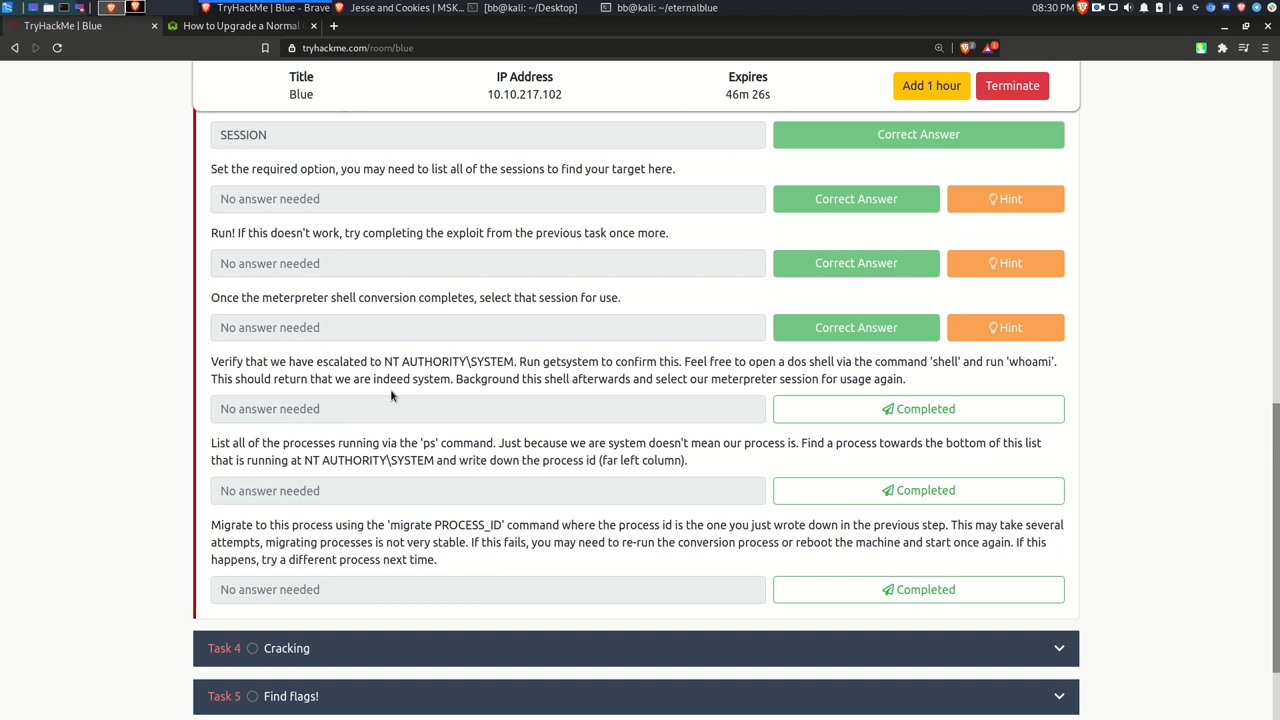 TryHackMe | Blue - Brave
Jesse and Cookies | MSK...
[bb@kali: ~/Desktop]
bb@kali: ~/eternalblue
08:30 PM
TryHackMe | Blue
How to Upgrade a Normal
tryhackme.com/room/blue
Title
IP Address
Expires
Blue
10.10.217.102
46m 26s
Add 1 hour
Terminate
SESSION
Correct Answer
Set the required option, you may need to list all of the sessions to find your target here.
No answer needed
Correct Answer
Hint
Run! If this doesn't work, try completing the exploit from the previous task once more.
No answer needed
Correct Answer
Hint
Once the meterpreter shell conversion completes, select that session for use.
No answer needed
Correct Answer
Hint
Verify that we have escalated to NT AUTHORITY\SYSTEM. Run getsystem to confirm this. Feel free to open a dos shell via the command 'shell' and run 'whoami'.
This should return that we are indeed system. Background this shell afterwards and select our meterpreter session for usage again.
No answer needed
Completed
List all of the processes running via the 'ps' command. Just because we are system doesn't mean our process is. Find a process towards the bottom of this list
that is running at NT AUTHORITY\SYSTEM and write down the process id (far left column).
No answer needed
Completed
Migrate to this process using the 'migrate PROCESS_ID' command where the process id is the one you just wrote down in the previous step. This may take several
attempts, migrating processes is not very stable. If this fails, you may need to re-run the conversion process or reboot the machine and start once again. If this
happens, try a different process next time.
No answer needed
Completed
Task 4
Cracking
Task 5
Find flags!